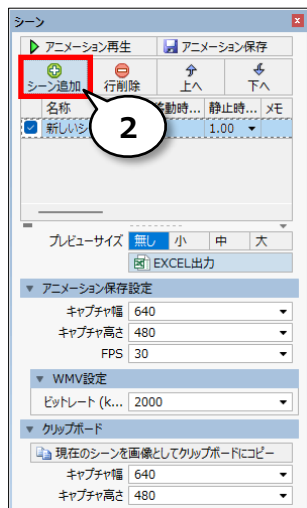 シーン
アニメーション再生 アニメーション保存
シーン追加 行削除 上へ 下へ
名称 動時... 静止時... メモ
新しいシ 1.00
2
プレビューサイズ 無し 小 中 大
EXCEL出力
アニメーション保存設定
キャプチャ幅 640
キャプチャ高さ 480
FPS 30
WMV設定
ビットレート (k... 2000
クリップボード
現在のシーンを画像としてクリップボードにコピー
キャプチャ幅 640
キャプチャ高さ 480